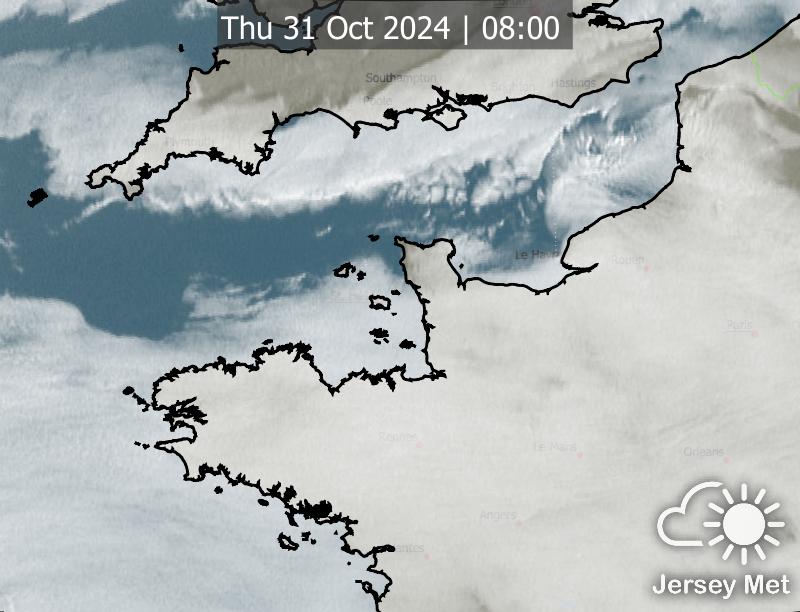 Thu 31 Oct 2024 | 08:00
Southampton
Poole
Hastings
Le Havre
Rouen
Paris
Rennes
Le Mans
Orleans
Angers
Nantes
Jersey Met